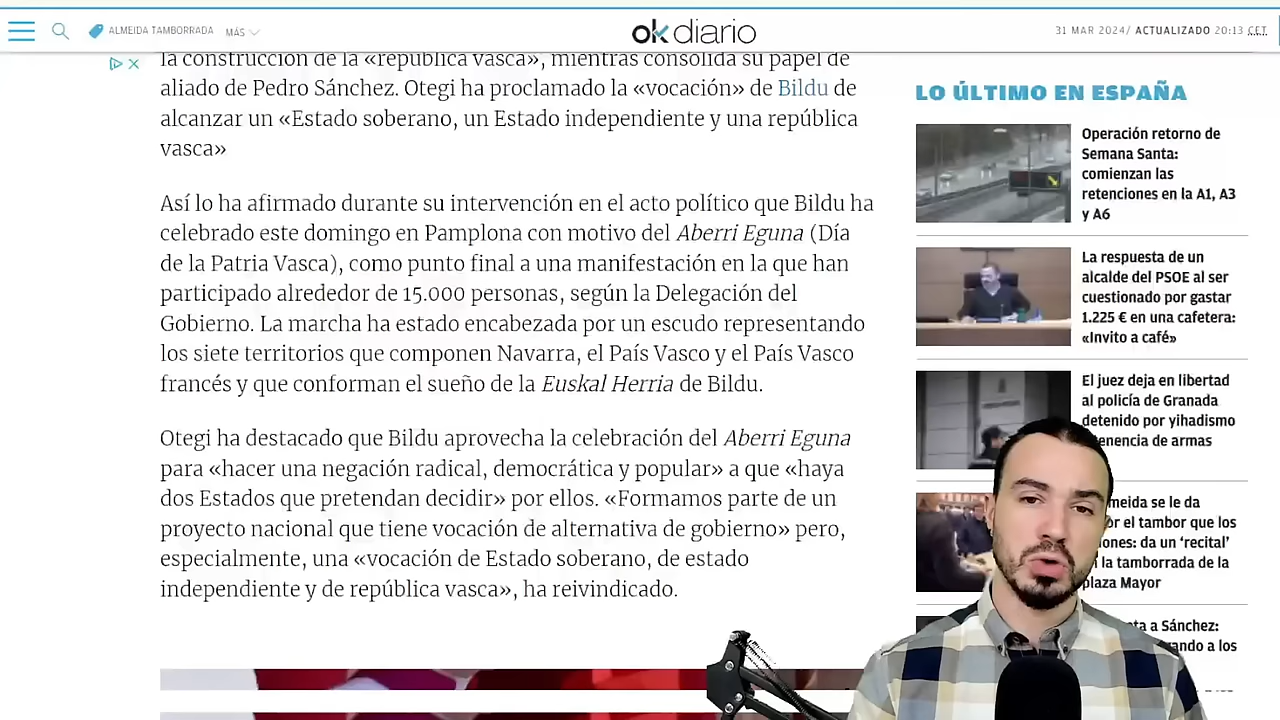 ALMEIDA TAMBORRADA
MÁS
okdiario
31 MAR 2024/ ACTUALIZADO 20:13 CET
la construcción de la «república vasca», mientras consolida su papel de
aliado de Pedro Sánchez. Otegi ha proclamado la «vocación» de Bildu de
alcanzar un «Estado soberano, un Estado independiente y una república
vasca»
Así lo ha afirmado durante su intervención en el acto político que Bildu ha
celebrado este domingo en Pamplona con motivo del Aberri Eguna (Día
de la Patria Vasca), como punto final a una manifestación en la que han
participado alrededor de 15.000 personas, según la Delegación del
Gobierno. La marcha ha estado encabezada por un escudo representando
los siete territorios que componen Navarra, el País Vasco y el País Vasco
francés y que conforman el sueño de la Euskal Herria de Bildu.
Otegi ha destacado que Bildu aprovecha la celebración del Aberri Eguna
para «hacer una negación radical, democrática y popular» a que «haya
dos Estados que pretendan decidir» por ellos. «Formamos parte de un
proyecto nacional que tiene vocación de alternativa de gobierno» pero,
especialmente, una «vocación de Estado soberano, de estado
independiente y de república vasca», ha reivindicado.
LO ÚLTIMO EN ESPAÑA
Operación retorno de
Semana Santa:
comienzan las
retenciones en la A1, A3
y A6
La respuesta de un
alcalde del PSOE al ser
cuestionado por gastar
1.225 € en una cafetera:
«Invito a café»
El juez deja en libertad
al policía de Granada
detenido por yihadismo
tenencia de armas
meida se le da
or el tambor que los
iones: da un 'recital'
la tamborrada de la
plaza Mayor
ta a Sánchez:
ando a los